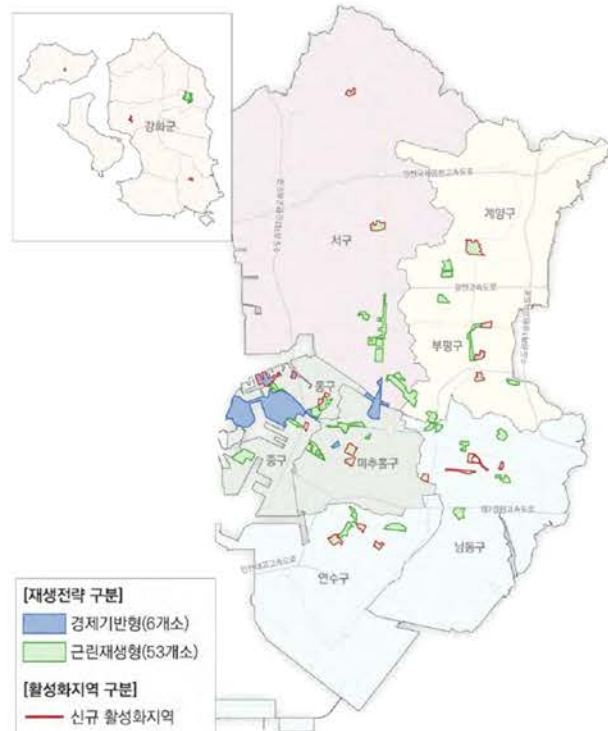 강화군
계양구
서구
부평구
동구
중구
미추홀구
남동구
연수구
[재생전략 구분]
경제기반형(6개소)
근린재생형(53개소)
[활성화지역 구분]
신규 활성화지역